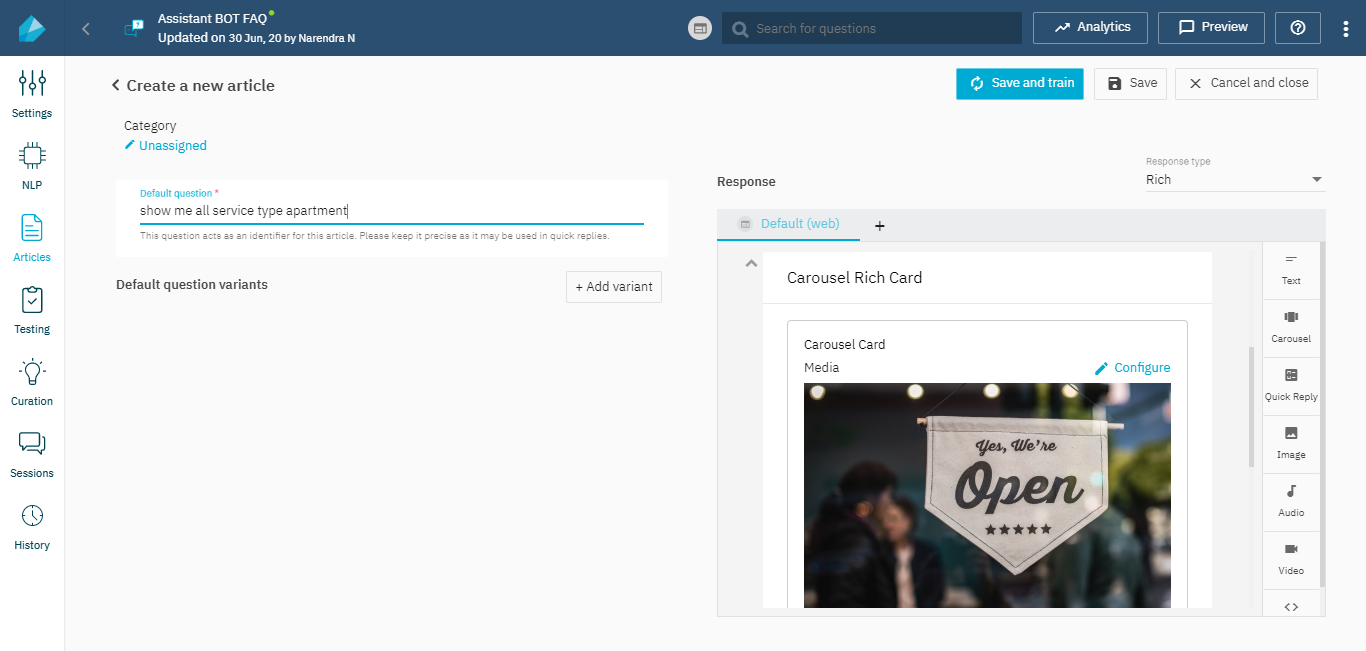 Assistant BOT FAQ
Updated on 30 Jun, 20 by Narendra N
Search for questions
Analytics
Preview
Settings
NLP
Articles
Testing
Curation
Sessions
History
Create a new article
Save and train
Save
Cancel and close
Category
Unassigned
Default question *
show me all service type apartment
This question acts as an identifier for this article. Please keep it precise as it may be used in quick replies.
Default question variants
+ Add variant
Response
Response type
Rich
Default (web)
+
Carousel Rich Card
Carousel Card
Media
Configure
Yes, We're
Open
Text
Carousel
Quick Reply
Image
Audio
Video